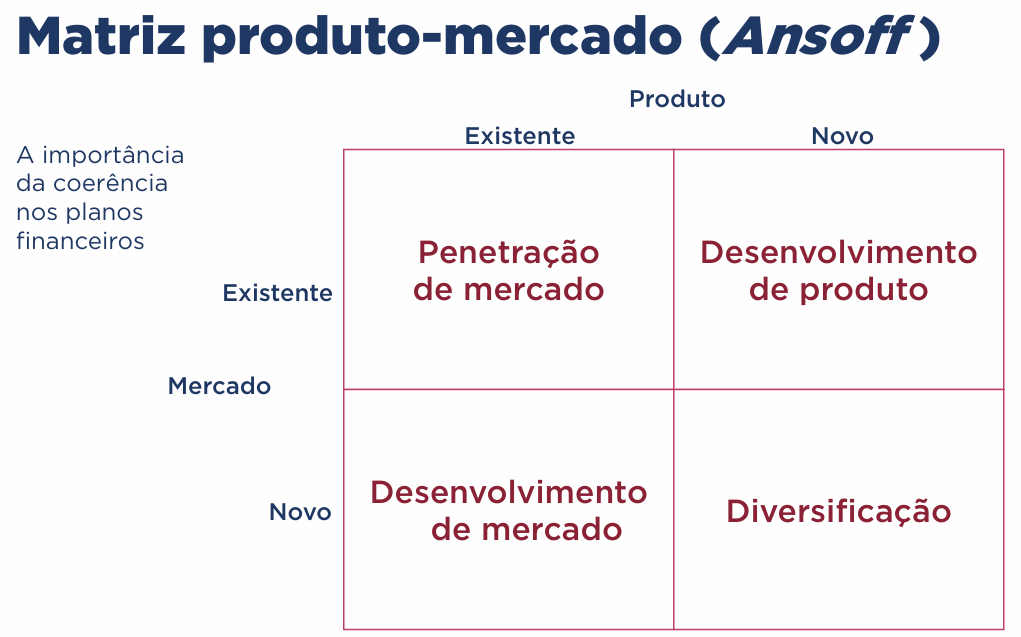 Matriz produto-mercado (Ansoff)
Produto
Existente
Novo
A importância
da coerência
nos planos
financeiros
Penetração
de mercado
Desenvolvimento
de produto
Existente
Mercado
Desenvolvimento
de mercado
Diversificação
Novo